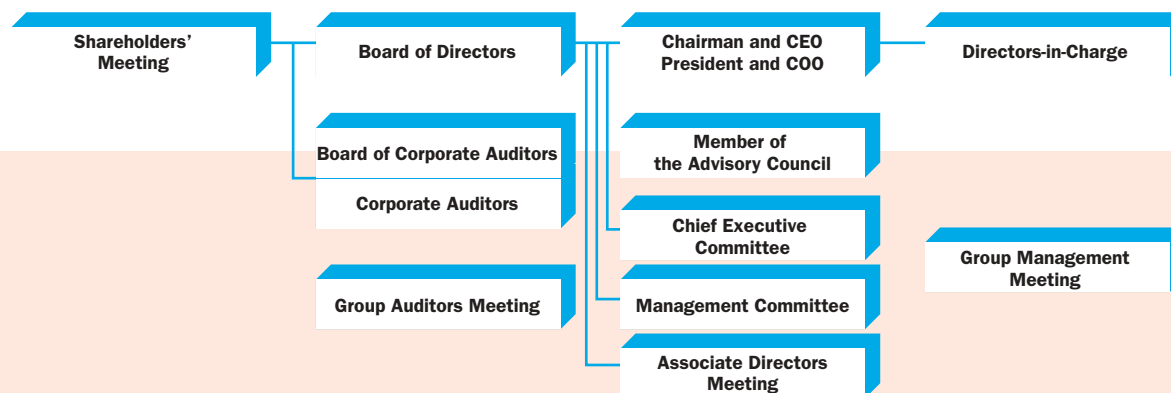 Shareholders’
Meeting
Board of Directors
Chairman and CEO
President and COO
Directors-in-Charge
Board of Corporate Auditors
Corporate Auditors
Member of
the Advisory Council
Chief Executive
Committee
Group Management
Meeting
Group Auditors Meeting
Management Committee
Associate Directors
Meeting